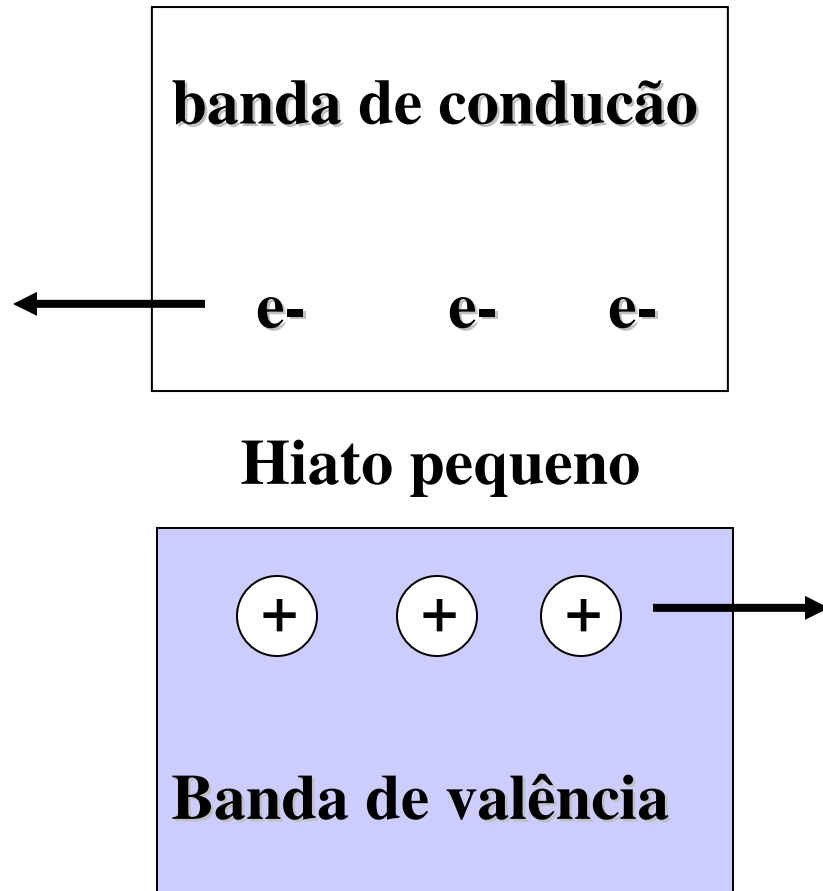 banda de conducão
e- e- e-
Hiato pequeno
+ + +
Banda de valência